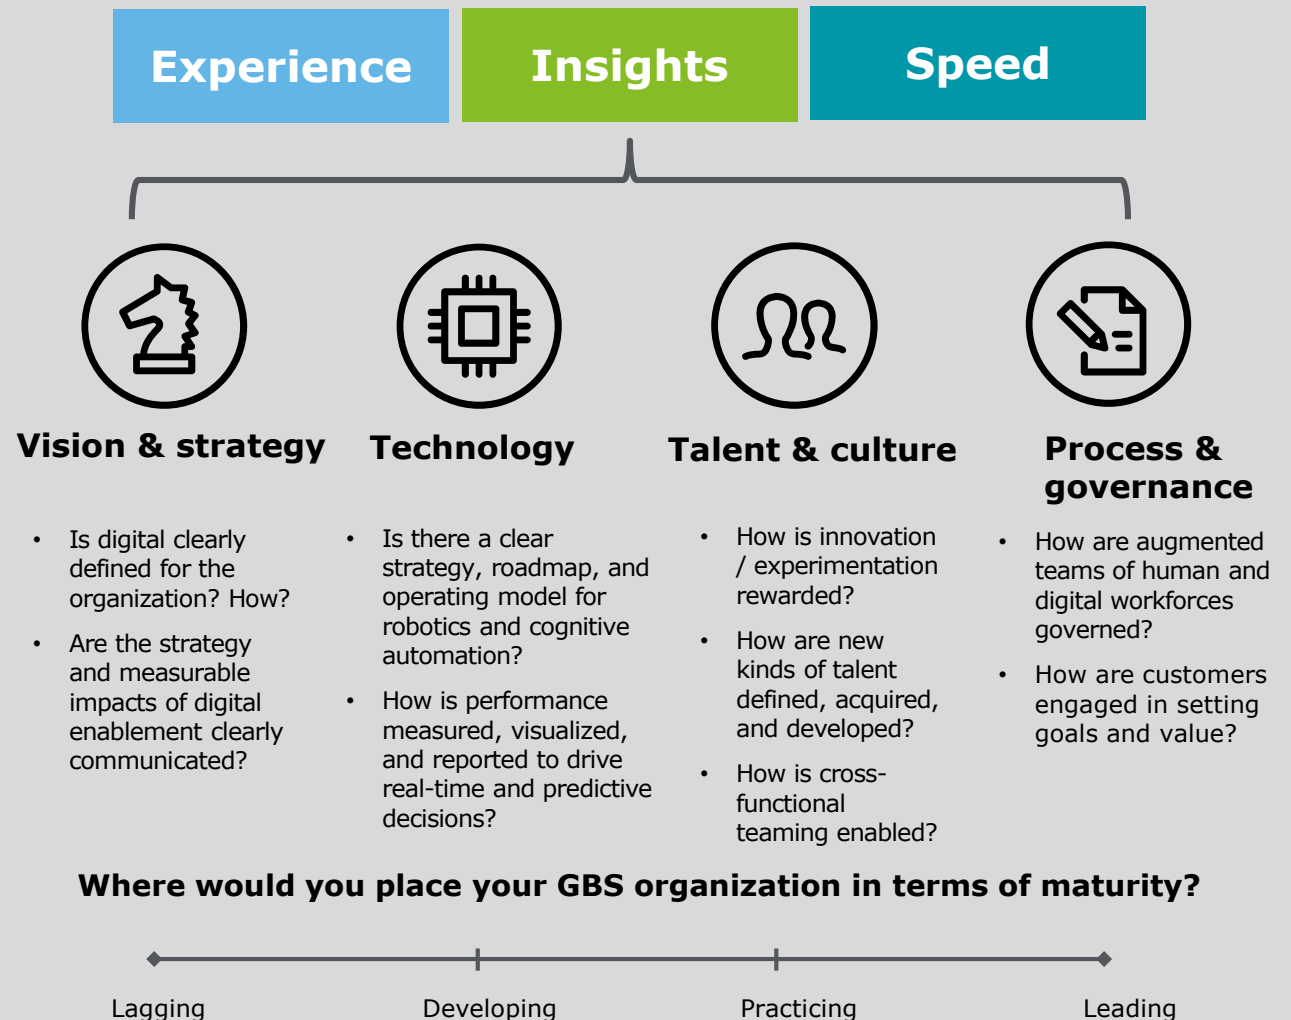 Experience
Insights
Speed
Vision & strategy
• Is digital clearly
defined for the
organization? How?
• Are the strategy
and measurable
impacts of digital
enablement clearly
communicated?
Technology
• Is there a clear
strategy, roadmap, and
operating model for
robotics and cognitive
automation?
• How is performance
measured, visualized,
and reported to drive
real-time and predictive
decisions?
Talent & culture
• How is innovation
/ experimentation
rewarded?
• How are new
kinds of talent
defined, acquired,
and developed?
• How is cross-
functional
teaming enabled?
Process &
governance
• How are augmented
teams of human and
digital workforces
governed?
• How are customers
engaged in setting
goals and value?
Where would you place your GBS organization in terms of maturity?
Lagging
Developing
Practicing
Leading